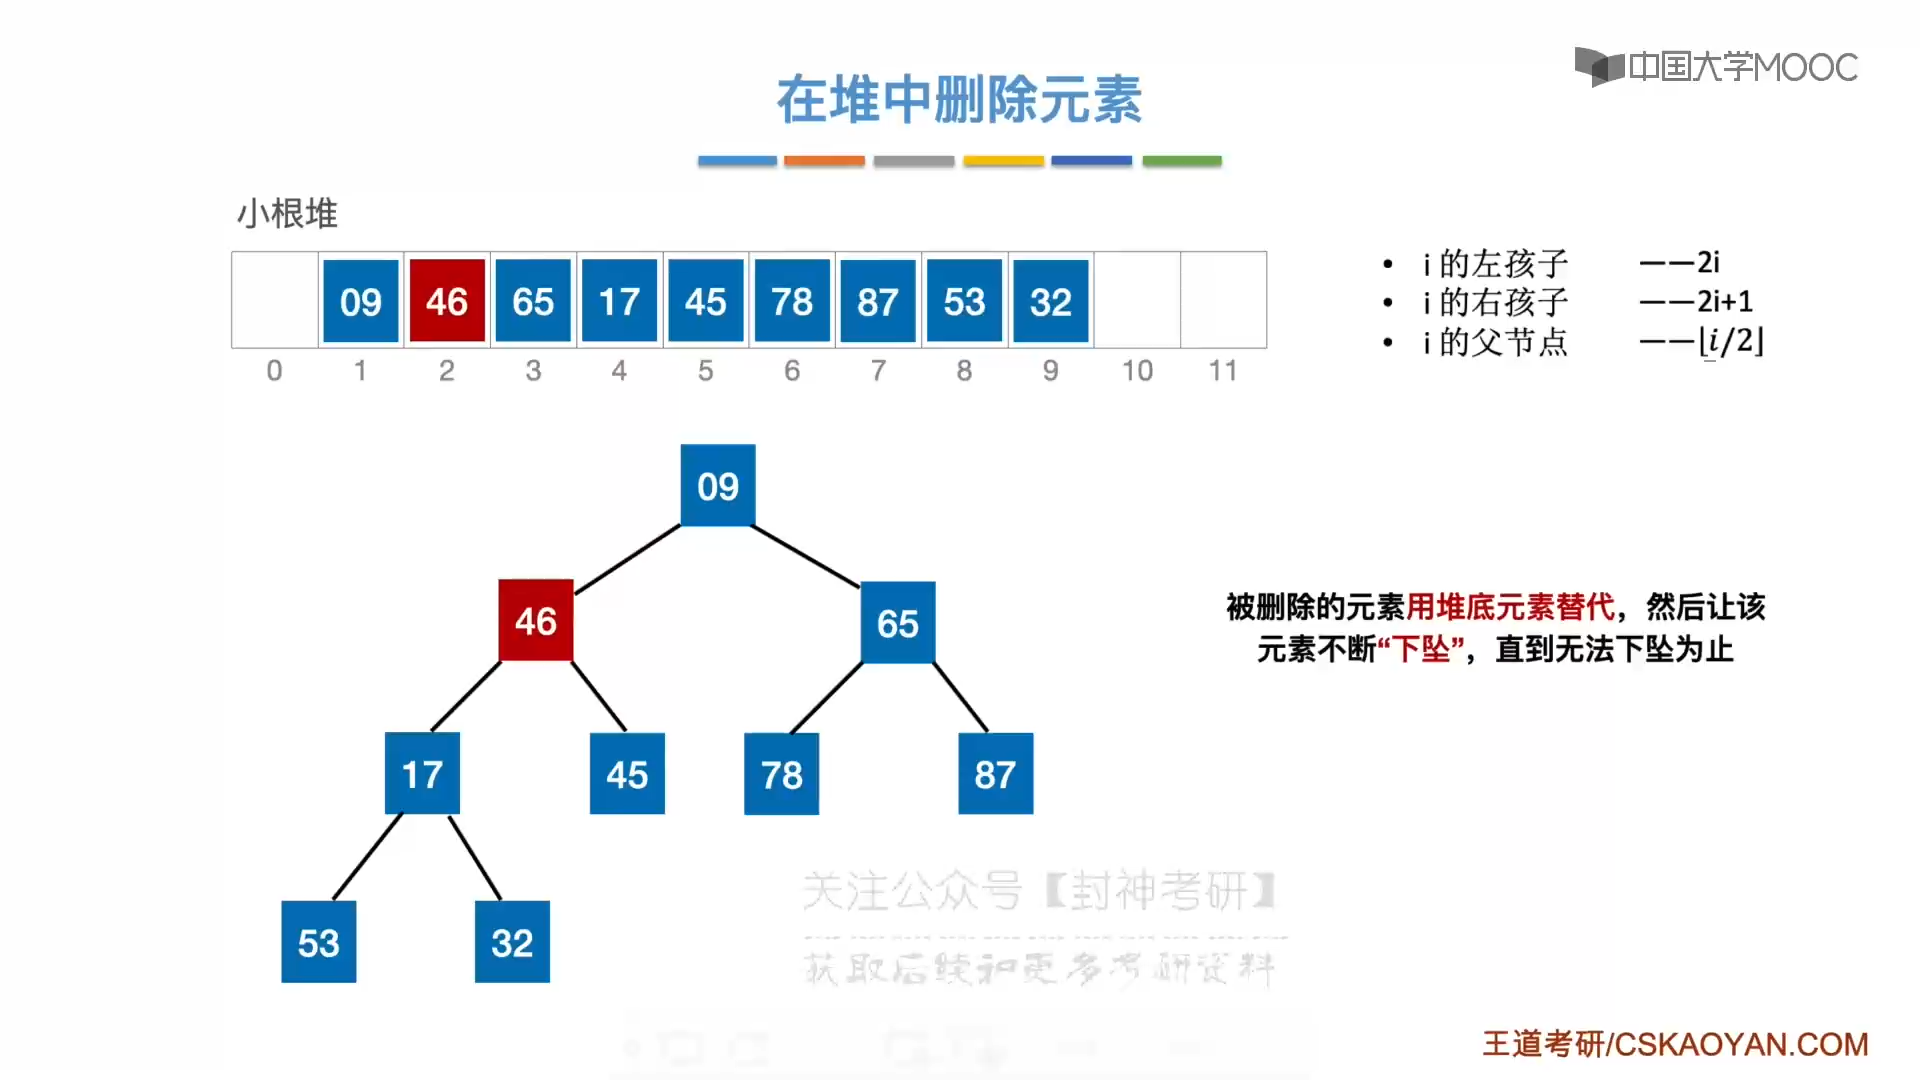 中国大学MOOC
在堆中删除元素
小根堆
09 46 65 17 45 78 87 53 32
0 1 2 3 4 5 6 7 8 9 10 11
• i 的左孩子 ——2i
• i 的右孩子 ——2i+1
• i 的父节点 ——⌊i/2⌋
09
46 65
17 45 78 87
53 32
被删除的元素用堆底元素替代，然后让该
元素不断“下坠”，直到无法下坠为止
关注公众号【封神考研】
获取后续和更多考研资料
王道考研/CSKAOYAN.COM